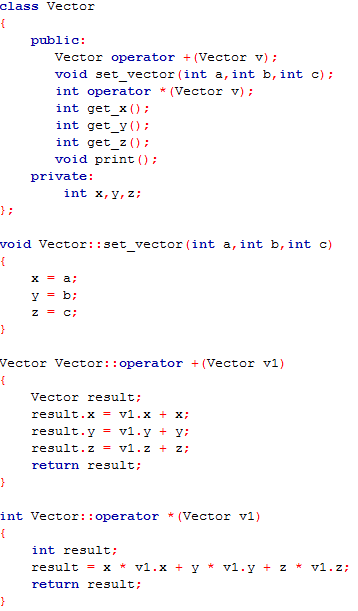 class Vector
{
public:
Vector operator +(Vector v);
void set_vector(int a,int b,int c);
int operator *(Vector v);
int get_x();
int get_y();
int get_z();
void print();
private:
int x,y,z;
};
void Vector::set_vector(int a,int b,int c)
{
x = a;
y = b;
z = c;
}
Vector Vector::operator +(Vector v1)
{
Vector result;
result.x = v1.x + x;
result.y = v1.y + y;
result.z = v1.z + z;
return result;
}
int Vector::operator *(Vector v1)
{
int result;
result = x * v1.x + y * v1.y + z * v1.z;
return result;
}